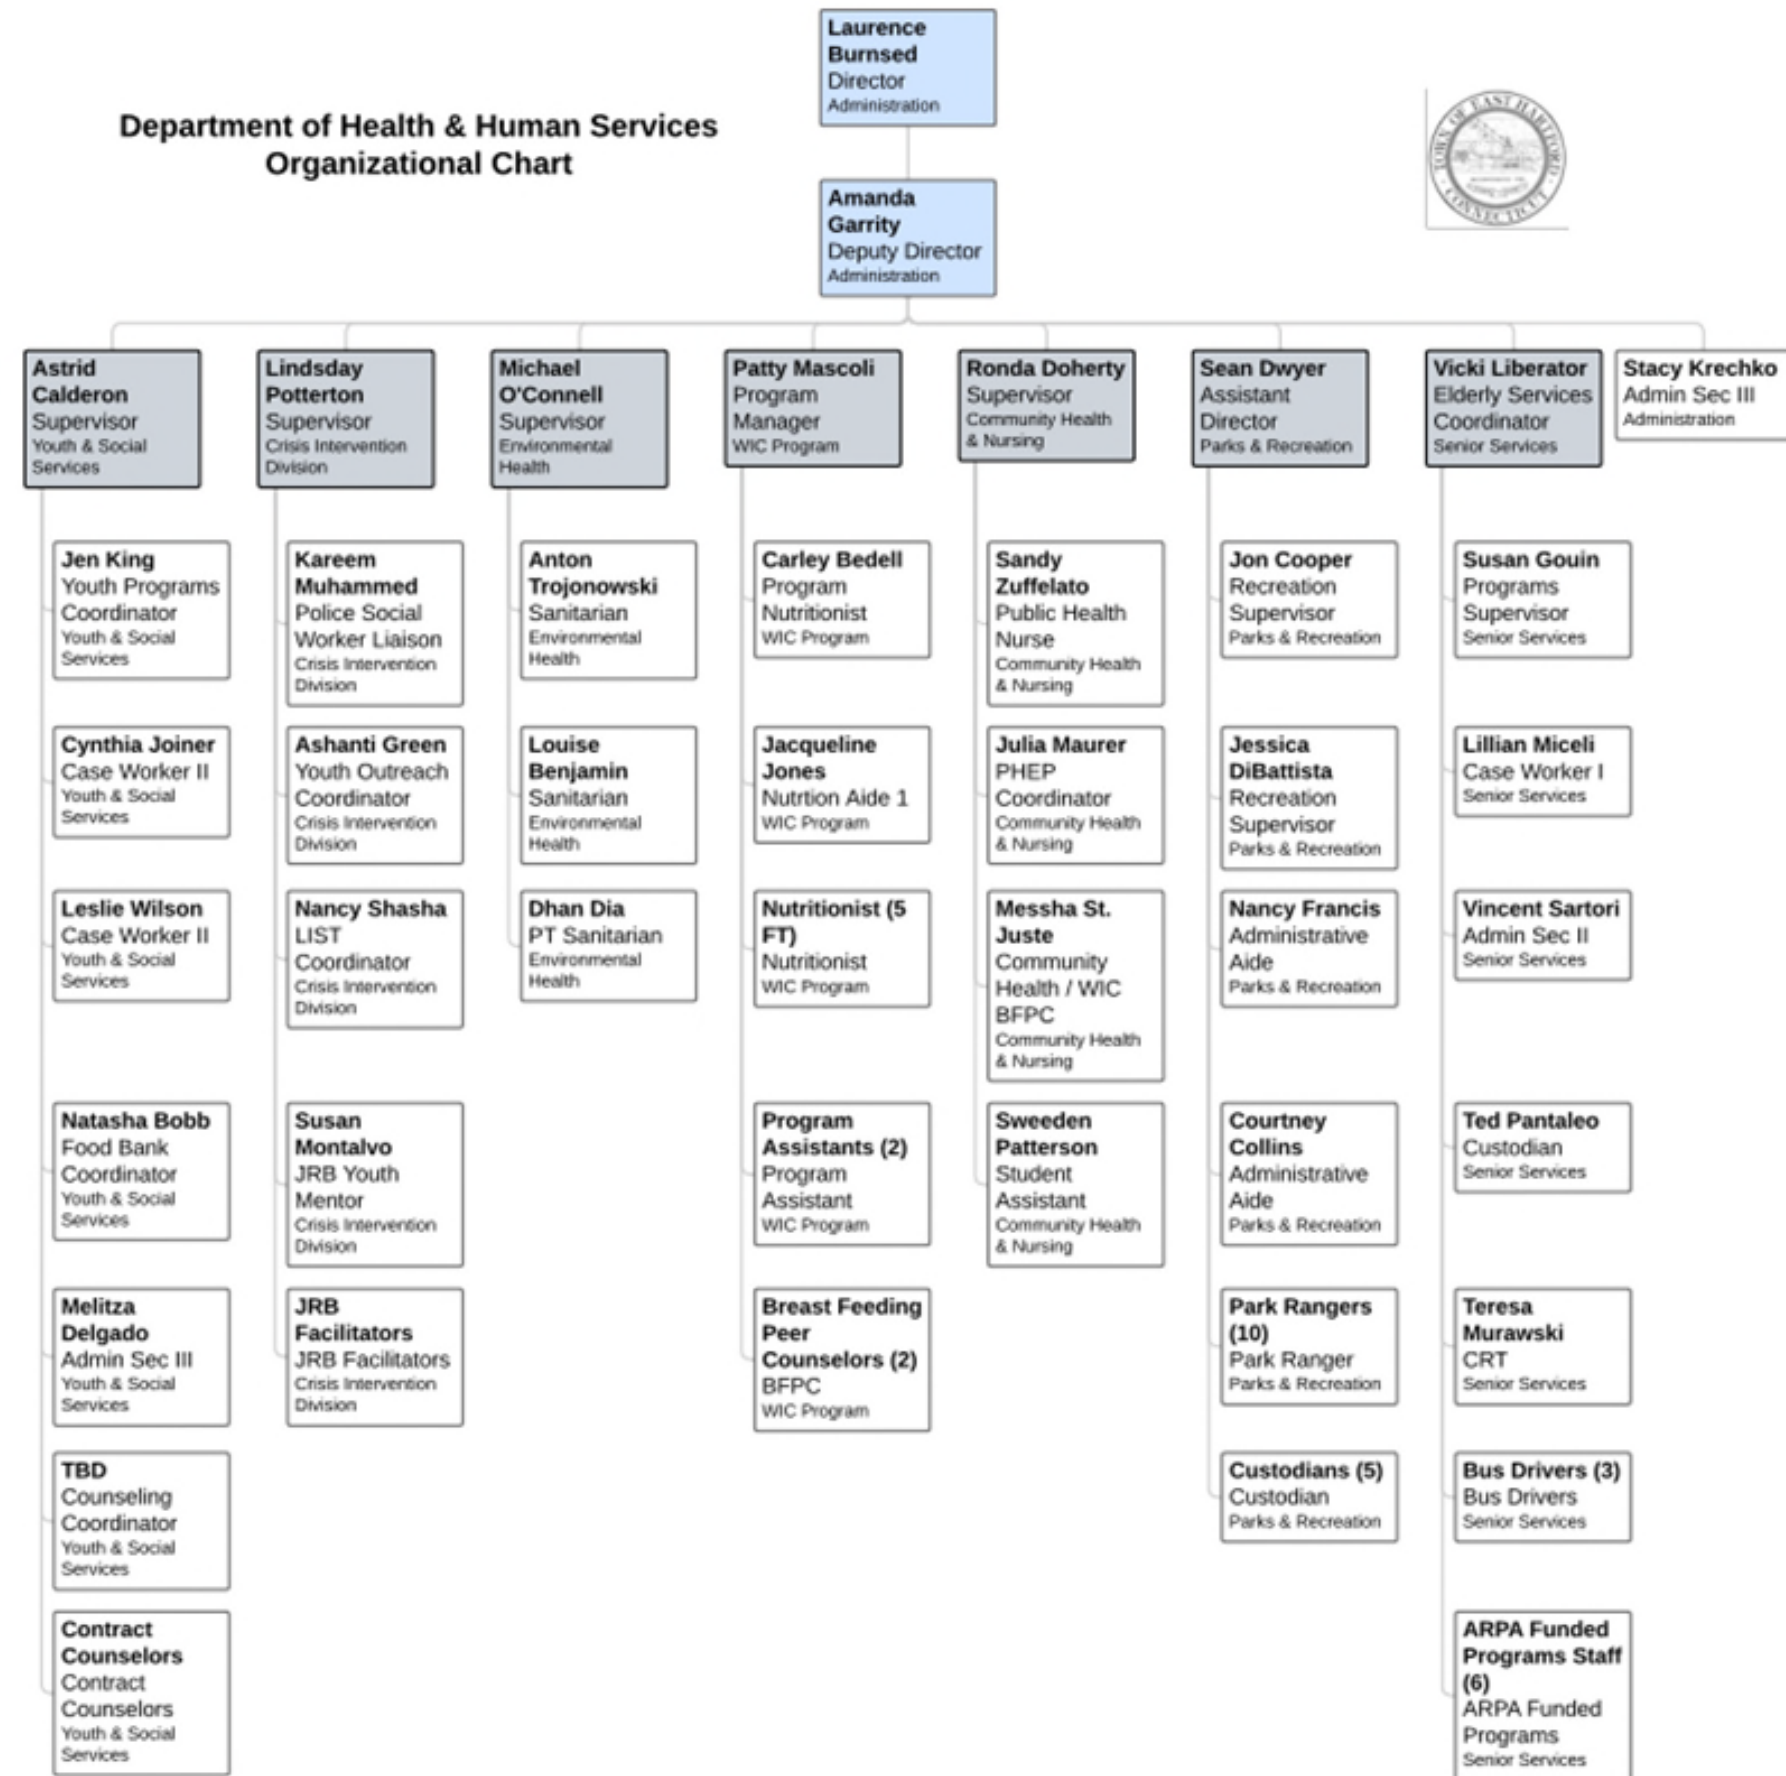 Laurence
Burnsed
Director
Administration
Department of Health & Human Services
Organizational Chart
TOWN OF EAST HARTFORD
CONNECTICUT
Amanda
Garrity
Deputy Director
Administration
Astrid
Calderon
Supervisor
Youth & Social
Services
Lindsday
Potterton
Supervisor
Crisis Intervention
Division
Michael
O'Connell
Supervisor
Environmental
Health
Patty Mascoli
Program
Manager
WIC Program
Ronda Doherty
Supervisor
Community Health
& Nursing
Sean Dwyer
Assistant
Director
Parks & Recreation
Vicki Liberator
Elderly Services
Coordinator
Senior Services
Stacy Krechko
Admin Sec III
Administration
Jen King
Youth Programs
Coordinator
Youth & Social
Services
Cynthia Joiner
Case Worker II
Youth & Social
Services
Leslie Wilson
Case Worker II
Youth & Social
Services
Natasha Bobb
Food Bank
Coordinator
Youth & Social
Services
Melitza
Delgado
Admin Sec III
Youth & Social
Services
TBD
Counseling
Coordinator
Youth & Social
Services
Contract
Counselors
Contract
Counselors
Youth & Social
Services
Kareem
Muhammed
Police Social
Worker Liaison
Crisis Intervention
Division
Ashanti Green
Youth Outreach
Coordinator
Crisis Intervention
Division
Nancy Shasha
LIST
Coordinator
Crisis Intervention
Division
Susan
Montalvo
JRB Youth
Mentor
Crisis Intervention
Division
JRB
Facilitators
JRB Facilitators
Crisis Intervention
Division
Anton
Trojonowski
Sanitarian
Environmental
Health
Louise
Benjamin
Sanitarian
Environmental
Health
Dhan Dia
PT Sanitarian
Environmental
Health
Carley Bedell
Program
Nutritionist
WIC Program
Jacqueline
Jones
Nutrtion Aide 1
WIC Program
Nutritionist (5
FT)
Nutritionist
WIC Program
Program
Assistants (2)
Program
Assistant
WIC Program
Breast Feeding
Peer
Counselors (2)
BFPC
WIC Program
Sandy
Zuffelato
Public Health
Nurse
Community Health
& Nursing
Julia Maurer
PHEP
Coordinator
Community Health
& Nursing
Messha St.
Juste
Community
Health / WIC
BFPC
Community Health
& Nursing
Sweeden
Patterson
Student
Assistant
Community Health
& Nursing
Jon Cooper
Recreation
Supervisor
Parks & Recreation
Jessica
DiBattista
Recreation
Supervisor
Parks & Recreation
Nancy Francis
Administrative
Aide
Parks & Recreation
Courtney
Collins
Administrative
Aide
Parks & Recreation
Park Rangers
(10)
Park Ranger
Parks & Recreation
Custodians (5)
Custodian
Parks & Recreation
Susan Gouin
Programs
Supervisor
Senior Services
Lillian Miceli
Case Worker I
Senior Services
Vincent Sartori
Admin Sec II
Senior Services
Ted Pantaleo
Custodian
Senior Services
Teresa
Murawski
CRT
Senior Services
Bus Drivers (3)
Bus Drivers
Senior Services
ARPA Funded
Programs Staff
(6)
ARPA Funded
Programs
Senior Services